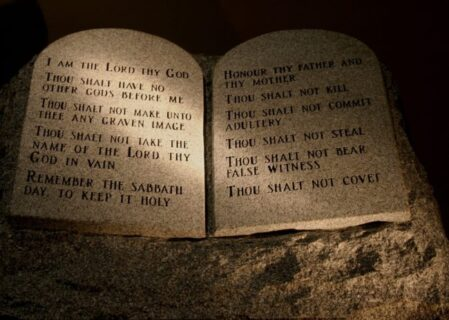 I am the Lord thy God
Thou shalt have no
other gods before me
Thou shalt not make unto
thee any graven image
Thou shalt not take the
name of the Lord thy
God in vain
Remember the Sabbath
day, to keep it holy
Honour thy father and
thy mother
Thou shalt not kill
Thou shalt not commit
adultery
Thou shalt not steal
Thou shalt not bear
false witness
Thou shalt not covet